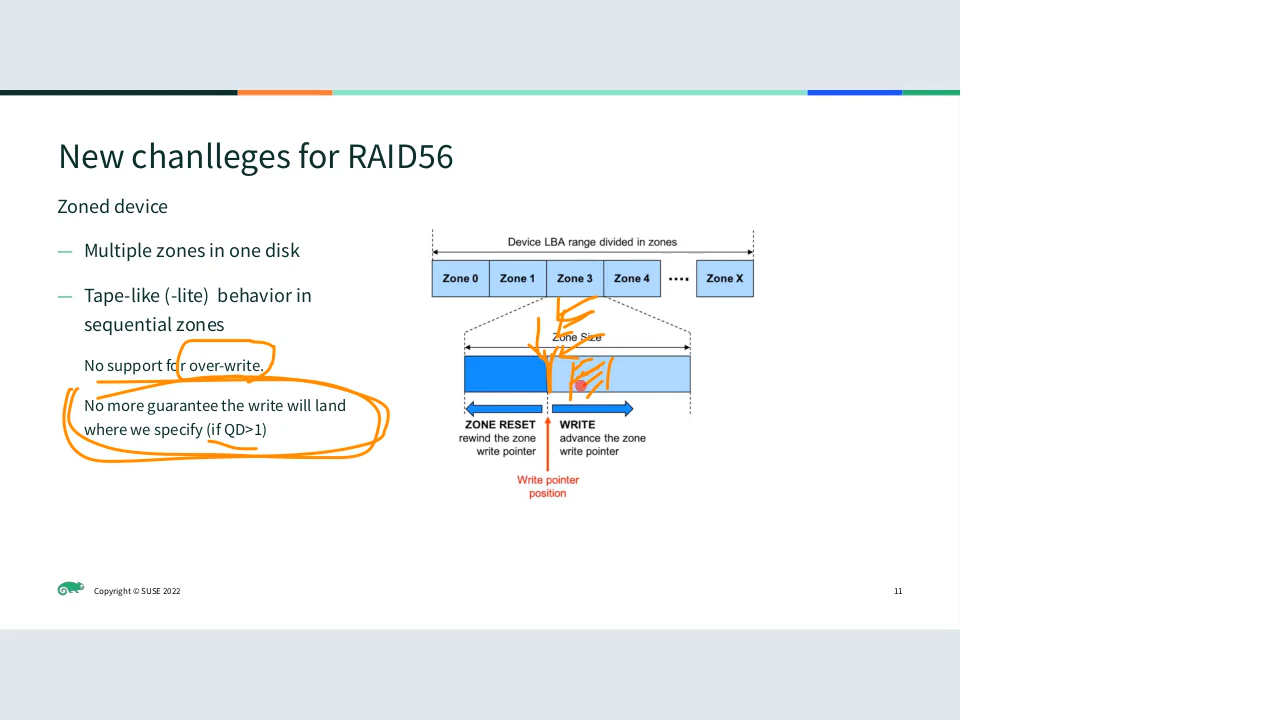 New chanlleges for RAID56
Zoned device
— Multiple zones in one disk
— Tape-like (-lite)  behavior in
sequential zones
No support for over-write.
No more guarantee the write will land
where we specify (if QD>1)
Device LBA range divided in zones
Zone 0 Zone 1 Zone 3 Zone 4 •••• Zone X
Zone Size
ZONE RESET
rewind the zone
write pointer
WRITE
advance the zone
write pointer
Write pointer
position
Copyright © SUSE 2022
11